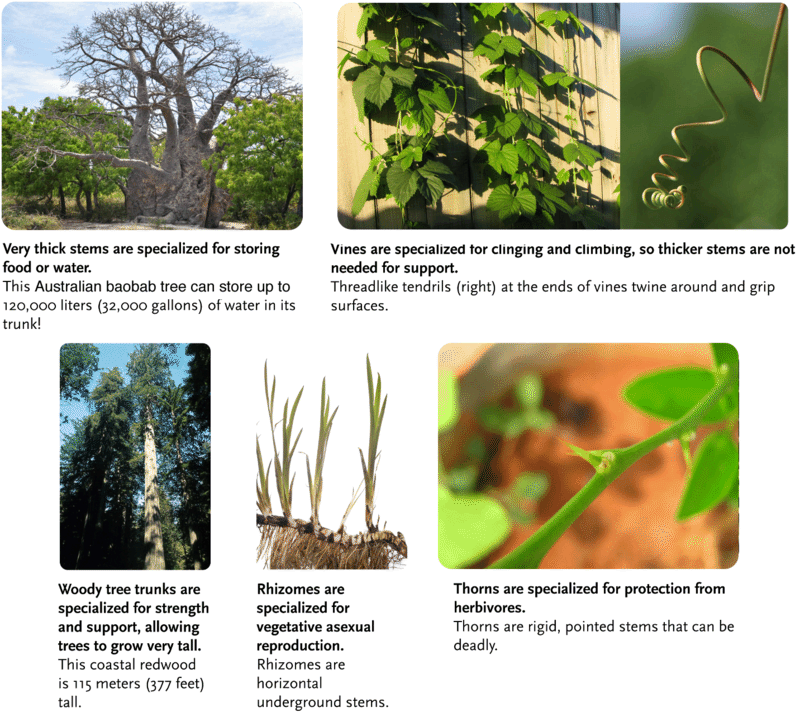 Very thick stems are specialized for storing
food or water.
This Australian baobab tree can store up to
120,000 liters (32,000 gallons) of water in its
trunk!
Vines are specialized for clinging and climbing, so thicker stems are not
needed for support.
Threadlike tendrils (right) at the ends of vines twine around and grip
surfaces.
Woody tree trunks are
specialized for strength
and support, allowing
trees to grow very tall.
This coastal redwood
is 115 meters (377 feet)
tall.
Rhizomes are
specialized for
vegetative asexual
reproduction.
Rhizomes are
horizontal
underground stems.
Thorns are specialized for protection from
herbivores.
Thorns are rigid, pointed stems that can be
deadly.